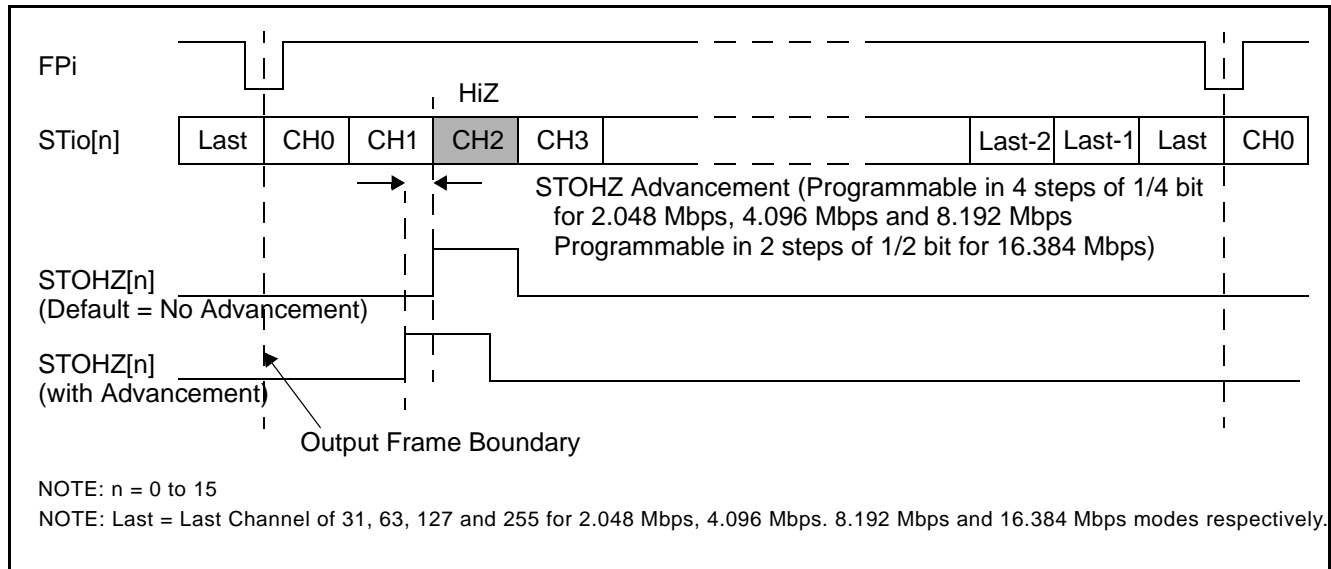 FPi
HiZ
STio[n] Last CH0 CH1 CH2 CH3 Last-2 Last-1 Last CH0
STOHZ Advancement (Programmable in 4 steps of 1/4 bit
for 2.048 Mbps, 4.096 Mbps and 8.192 Mbps
Programmable in 2 steps of 1/2 bit for 16.384 Mbps)
STOHZ[n]
(Default = No Advancement)
STOHZ[n]
(with Advancement)
Output Frame Boundary
NOTE: n = 0 to 15
NOTE: Last = Last Channel of 31, 63, 127 and 255 for 2.048 Mbps, 4.096 Mbps. 8.192 Mbps and 16.384 Mbps modes respectively.